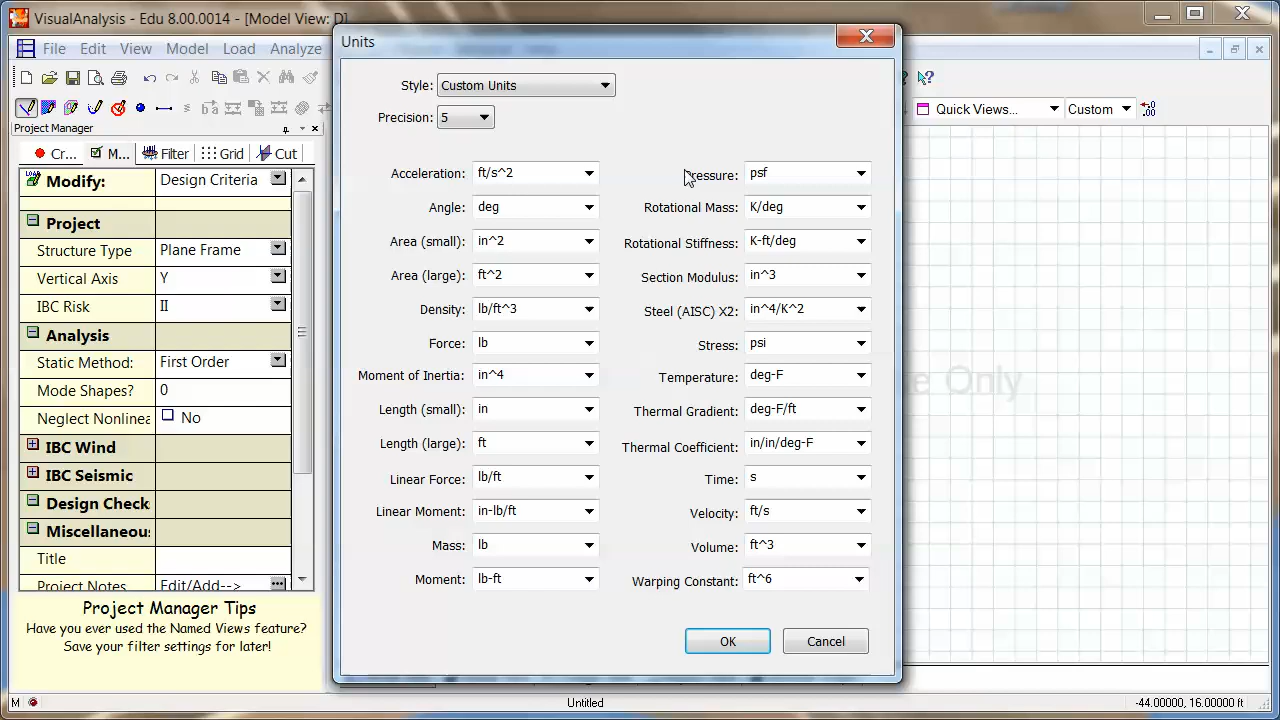 VisualAnalysis - Edu 8.00.0014 - [Model View: D]
File Edit View Model Load Analyze
Quick Views... Custom
Project Manager
Cr... M... Filter Grid Cut
Modify: Design Criteria
Project
Structure Type Plane Frame
Vertical Axis Y
IBC Risk II
Analysis
Static Method: First Order
Mode Shapes? 0
Neglect Nonlinea No
IBC Wind
IBC Seismic
Design Check
Miscellaneou
Title
Project Notes Edit/Add-->
Project Manager Tips
Have you ever used the Named Views feature?
Save your filter settings for later!
Units
Style: Custom Units
Precision: 5
Acceleration: ft/s^2
Angle: deg
Area (small): in^2
Area (large): ft^2
Density: lb/ft^3
Force: lb
Moment of Inertia: in^4
Length (small): in
Length (large): ft
Linear Force: lb/ft
Linear Moment: in-lb/ft
Mass: lb
Moment: lb-ft
Pressure: psf
Rotational Mass: K/deg
Rotational Stiffness: K-ft/deg
Section Modulus: in^3
Steel (AISC) X2: in^4/K^2
Stress: psi
Temperature: deg-F
Thermal Gradient: deg-F/ft
Thermal Coefficient: in/in/deg-F
Time: s
Velocity: ft/s
Volume: ft^3
Warping Constant: ft^6
OK Cancel
e Only
M Untitled -44.00000, 16.00000 ft